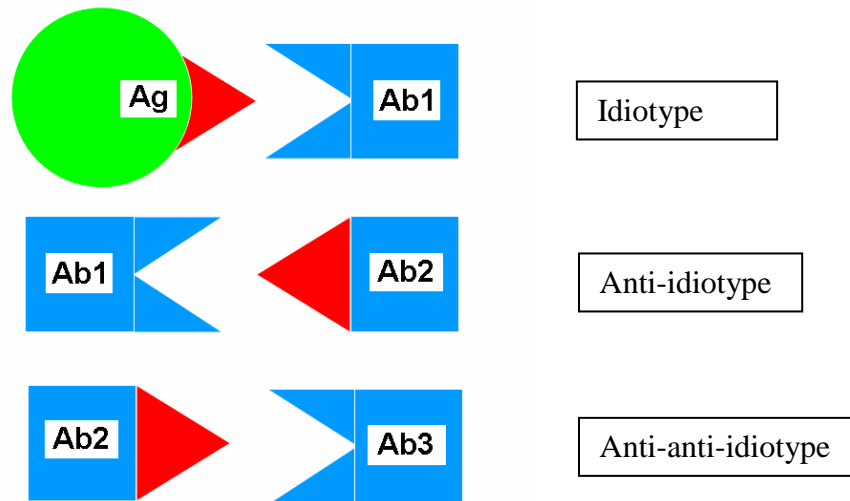 Ag Ab1 Idiotype
Ab1 Ab2 Anti-idiotype
Ab2 Ab3 Anti-anti-idiotype